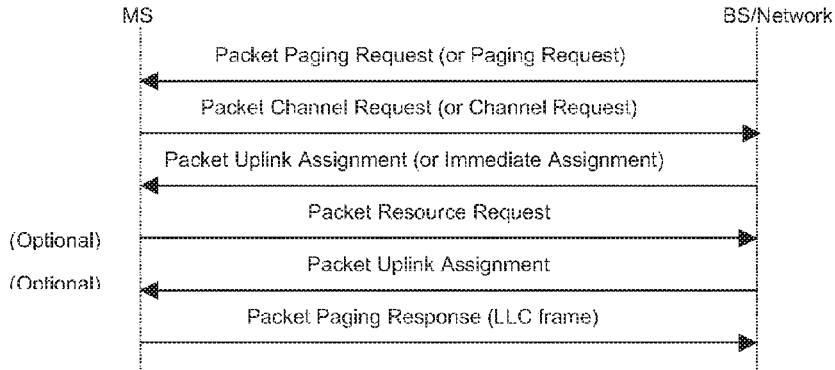 MS BS/Network
Packet Paging Request (or Paging Request)
Packet Channel Request (or Channel Request)
Packet Uplink Assignment (or Immediate Assignment)
Packet Resource Request
(Optional)
Packet Uplink Assignment
(Optional)
Packet Paging Response (LLC frame)